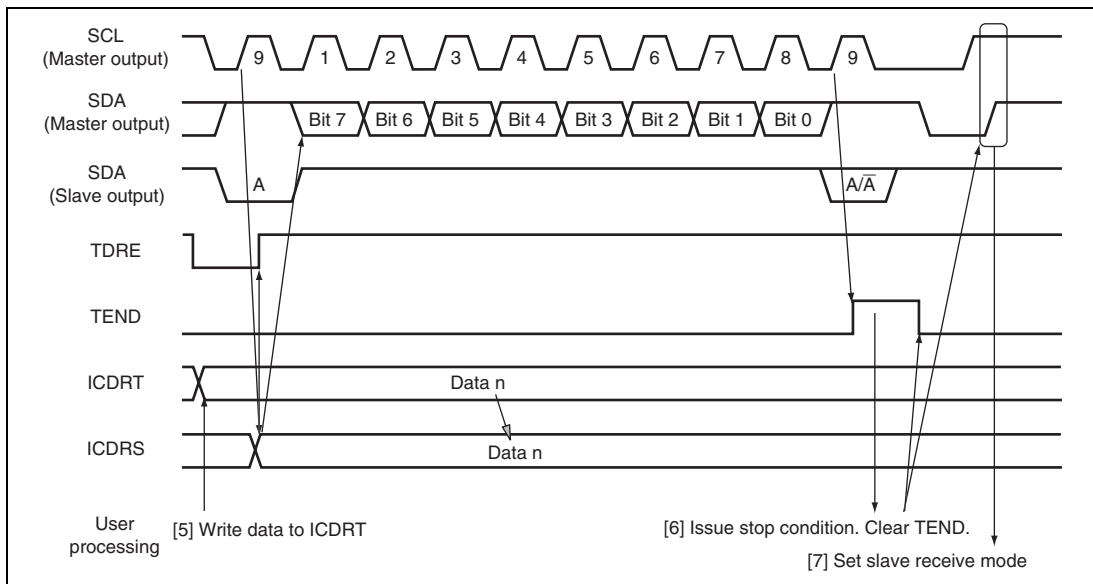 SCL
(Master output)
9 1 2 3 4 5 6 7 8 9
SDA
(Master output)
Bit 7 Bit 6 Bit 5 Bit 4 Bit 3 Bit 2 Bit 1 Bit 0
SDA
(Slave output)
A A/A̅
TDRE
TEND
ICDRT
Data n
ICDRS
Data n
User
processing
[5] Write data to ICDRT
[6] Issue stop condition. Clear TEND.
[7] Set slave receive mode